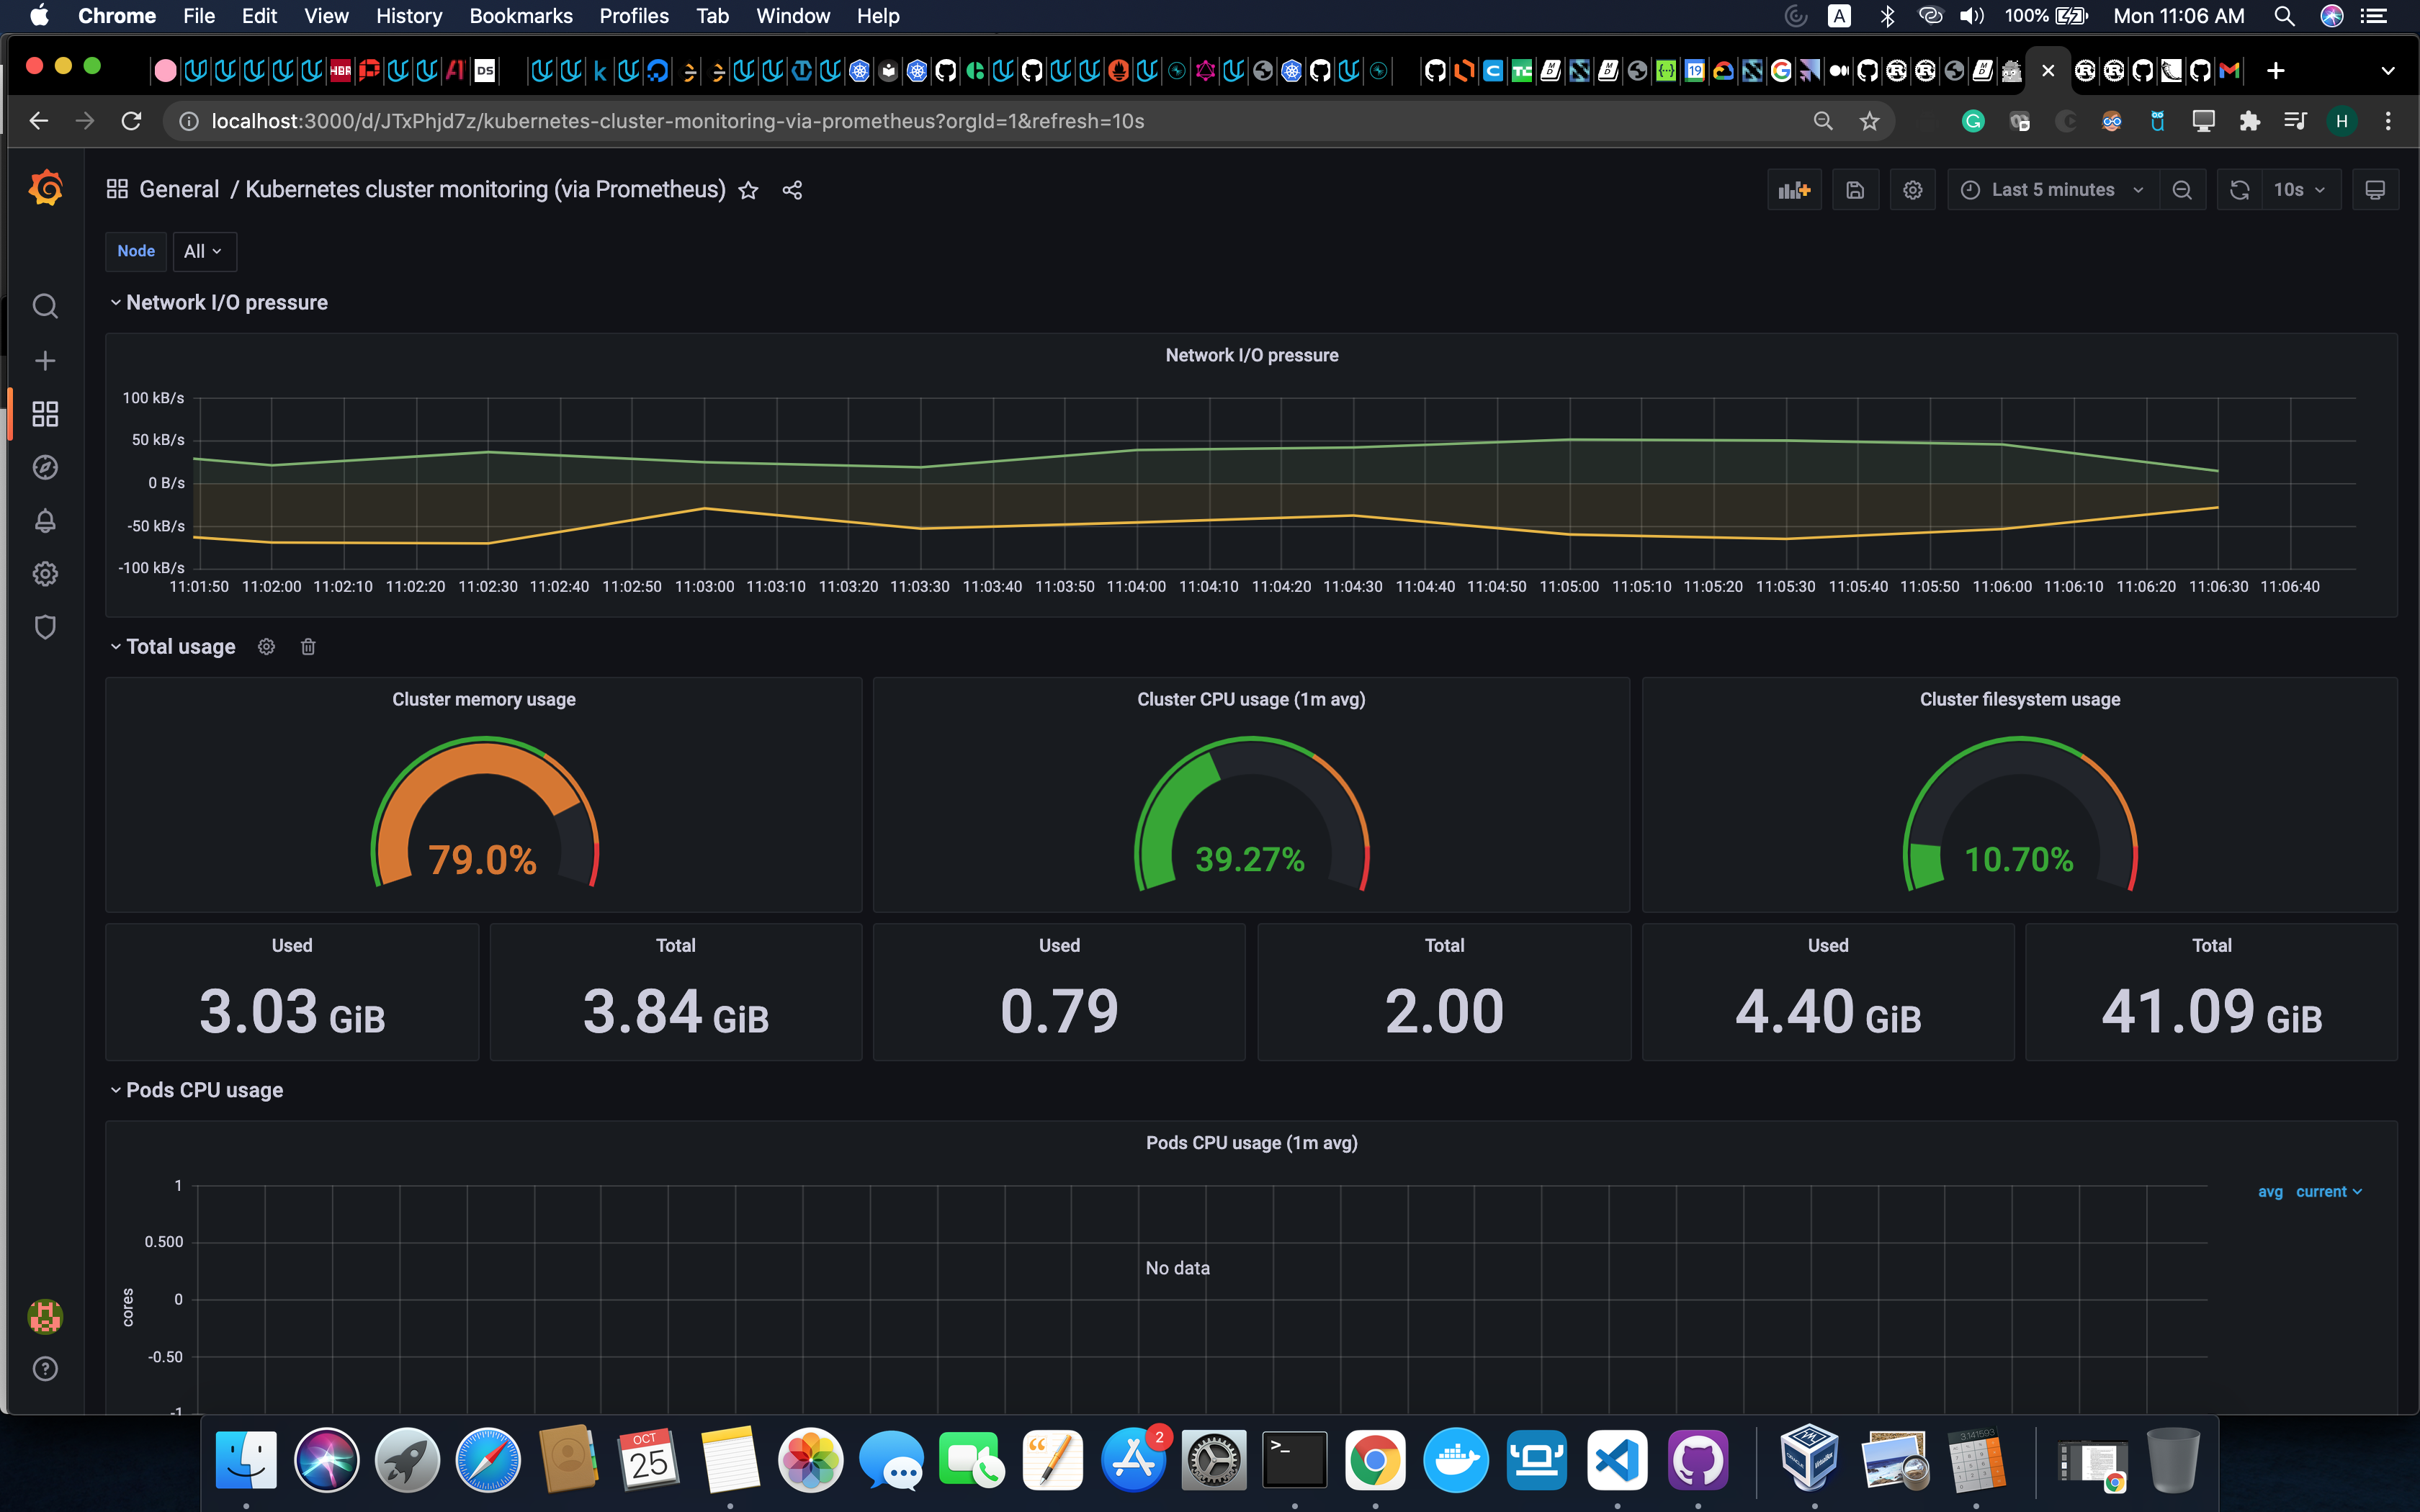 Chrome File Edit View History Bookmarks Profiles Tab Window Help A 100% Mon 11:06 AM
HBR DS 19
localhost:3000/d/JTxPhjd7z/kubernetes-cluster-monitoring-via-prometheus?orgId=1&refresh=10s H
General / Kubernetes cluster monitoring (via Prometheus) Last 5 minutes 10s
Node All
Network I/O pressure
Network I/O pressure
100 kB/s
50 kB/s
0 B/s
-50 kB/s
-100 kB/s
11:01:50 11:02:00 11:02:10 11:02:20 11:02:30 11:02:40 11:02:50 11:03:00 11:03:10 11:03:20 11:03:30 11:03:40 11:03:50 11:04:00 11:04:10 11:04:20 11:04:30 11:04:40 11:04:50 11:05:00 11:05:10 11:05:20 11:05:30 11:05:40 11:05:50 11:06:00 11:06:10 11:06:20 11:06:30 11:06:40
Total usage
Cluster memory usage Cluster CPU usage (1m avg) Cluster filesystem usage
79.0% 39.27% 10.70%
Used Total Used Total Used Total
3.03 GiB 3.84 GiB 0.79 2.00 4.40 GiB 41.09 GiB
Pods CPU usage
Pods CPU usage (1m avg)
1
avg current
0.500
No data
0
cores
-0.50
-1
OCT
25
2
3.141593